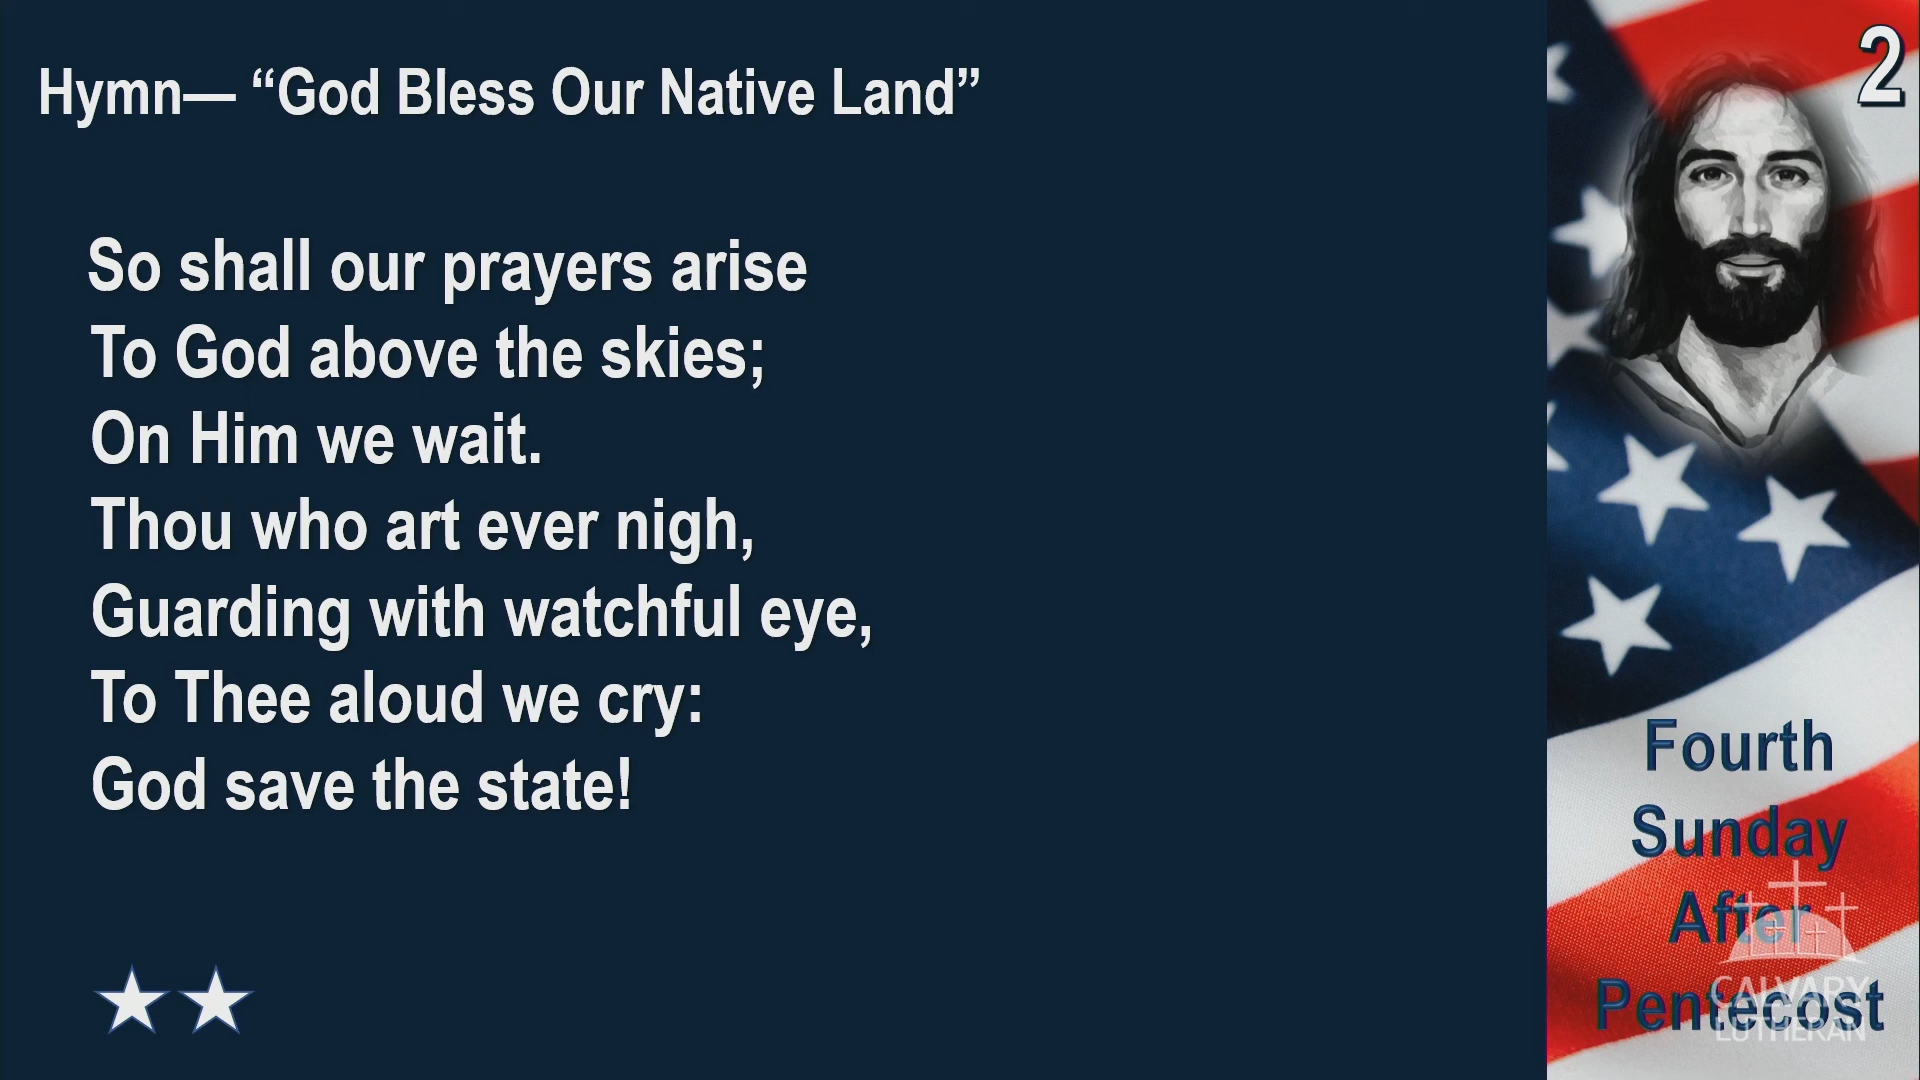 Hymn— “God Bless Our Native Land”
2
So shall our prayers arise
To God above the skies;
On Him we wait.
Thou who art ever nigh,
Guarding with watchful eye,
To Thee aloud we cry:
God save the state!
Fourth
Sunday
After
Pentecost
CALVARY
LUTHERAN